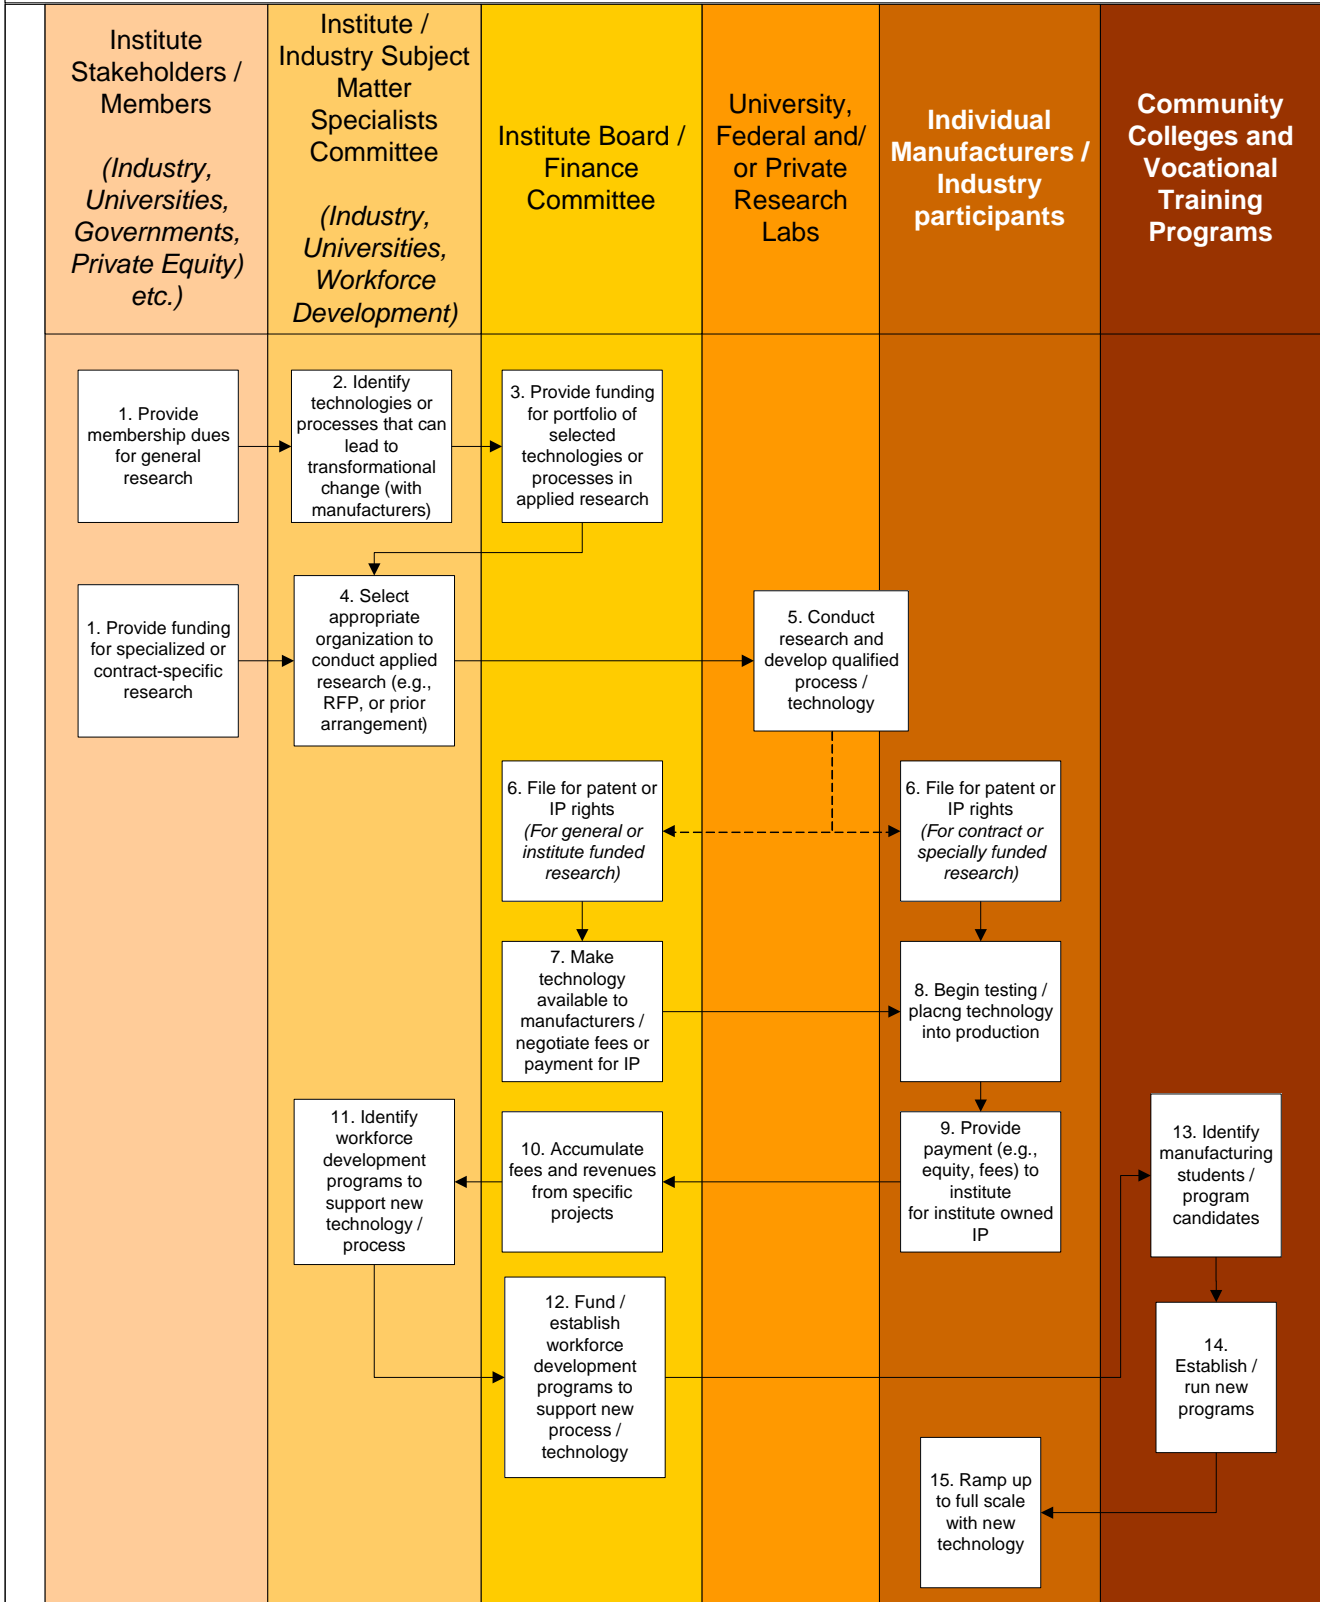 Institute
Stakeholders /
Members
(Industry,
Universities,
Governments,
Private Equity)
etc.)
Institute /
Industry Subject
Matter
Specialists
Committee
(Industry,
Universities,
Workforce
Development)
Institute Board /
Finance
Committee
University,
Federal and/
or Private
Research
Labs
Individual
Manufacturers /
Industry
participants
Community
Colleges and
Vocational
Training
Programs
1. Provide
membership dues
for general
research
2. Identify
technologies or
processes that can
lead to
transformational
change (with
manufacturers)
3. Provide funding
for portfolio of
selected
technologies or
processes in
applied research
1. Provide funding
for specialized or
contract-specific
research
4. Select
appropriate
organization to
conduct applied
research (e.g.,
RFP, or prior
arrangement)
5. Conduct
research and
develop qualified
process /
technology
6. File for patent or
IP rights
(For general or
institute funded
research)
6. File for patent or
IP rights
(For contract or
specially funded
research)
7. Make
technology
available to
manufacturers /
negotiate fees or
payment for IP
8. Begin testing /
placng technology
into production
11. Identify
workforce
development
programs to
support new
technology /
process
10. Accumulate
fees and revenues
from specific
projects
9. Provide
payment (e.g.,
equity, fees) to
institute
for institute owned
IP
13. Identify
manufacturing
students /
program
candidates
12. Fund /
establish
workforce
development
programs to
support new
process /
technology
14.
Establish /
run new
programs
15. Ramp up
to full scale
with new
technology